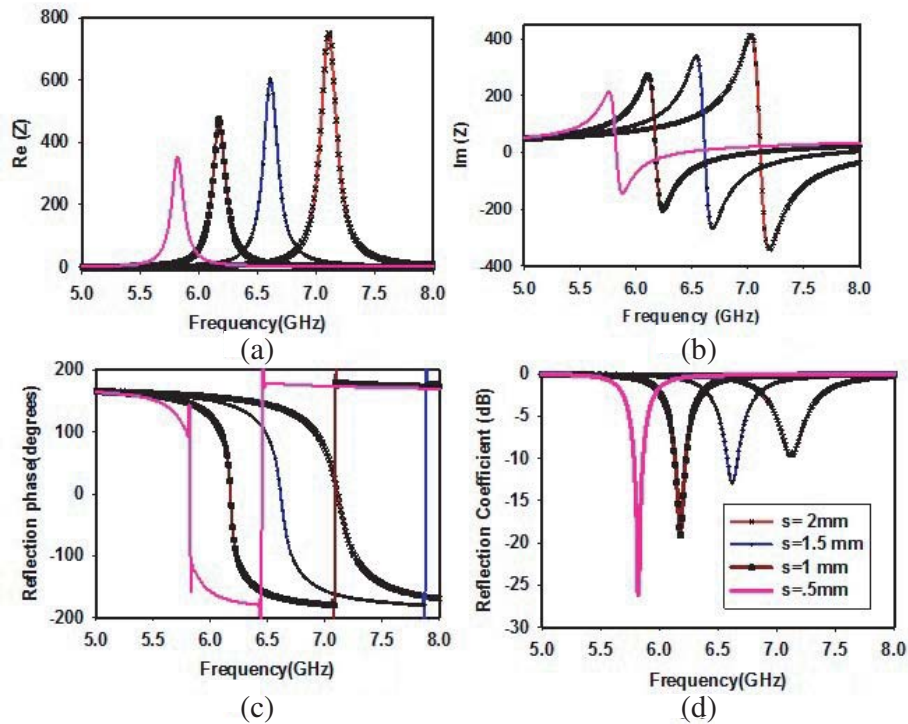 800
600
400
200
0
Re (Z)
5.0 5.5 6.0 6.5 7.0 7.5 8.0
Frequency(GHz)
(a)
400
200
0
-200
-400
Im (Z)
5.0 5.5 6.0 6.5 7.0 7.5 8.0
Frequency (GHz)
(b)
200
100
0
-100
-200
Reflection phase(degrees)
5.0 5.5 6.0 6.5 7.0 7.5 8.0
Frequency(GHz)
(c)
0
-5
-10
-15
-20
-25
-30
Reflection Coefficient (dB)
s= 2mm
s=1.5 mm
s=1 mm
s=.5mm
5.0 5.5 6.0 6.5 7.0 7.5 8.0
Frequency(GHz)
(d)